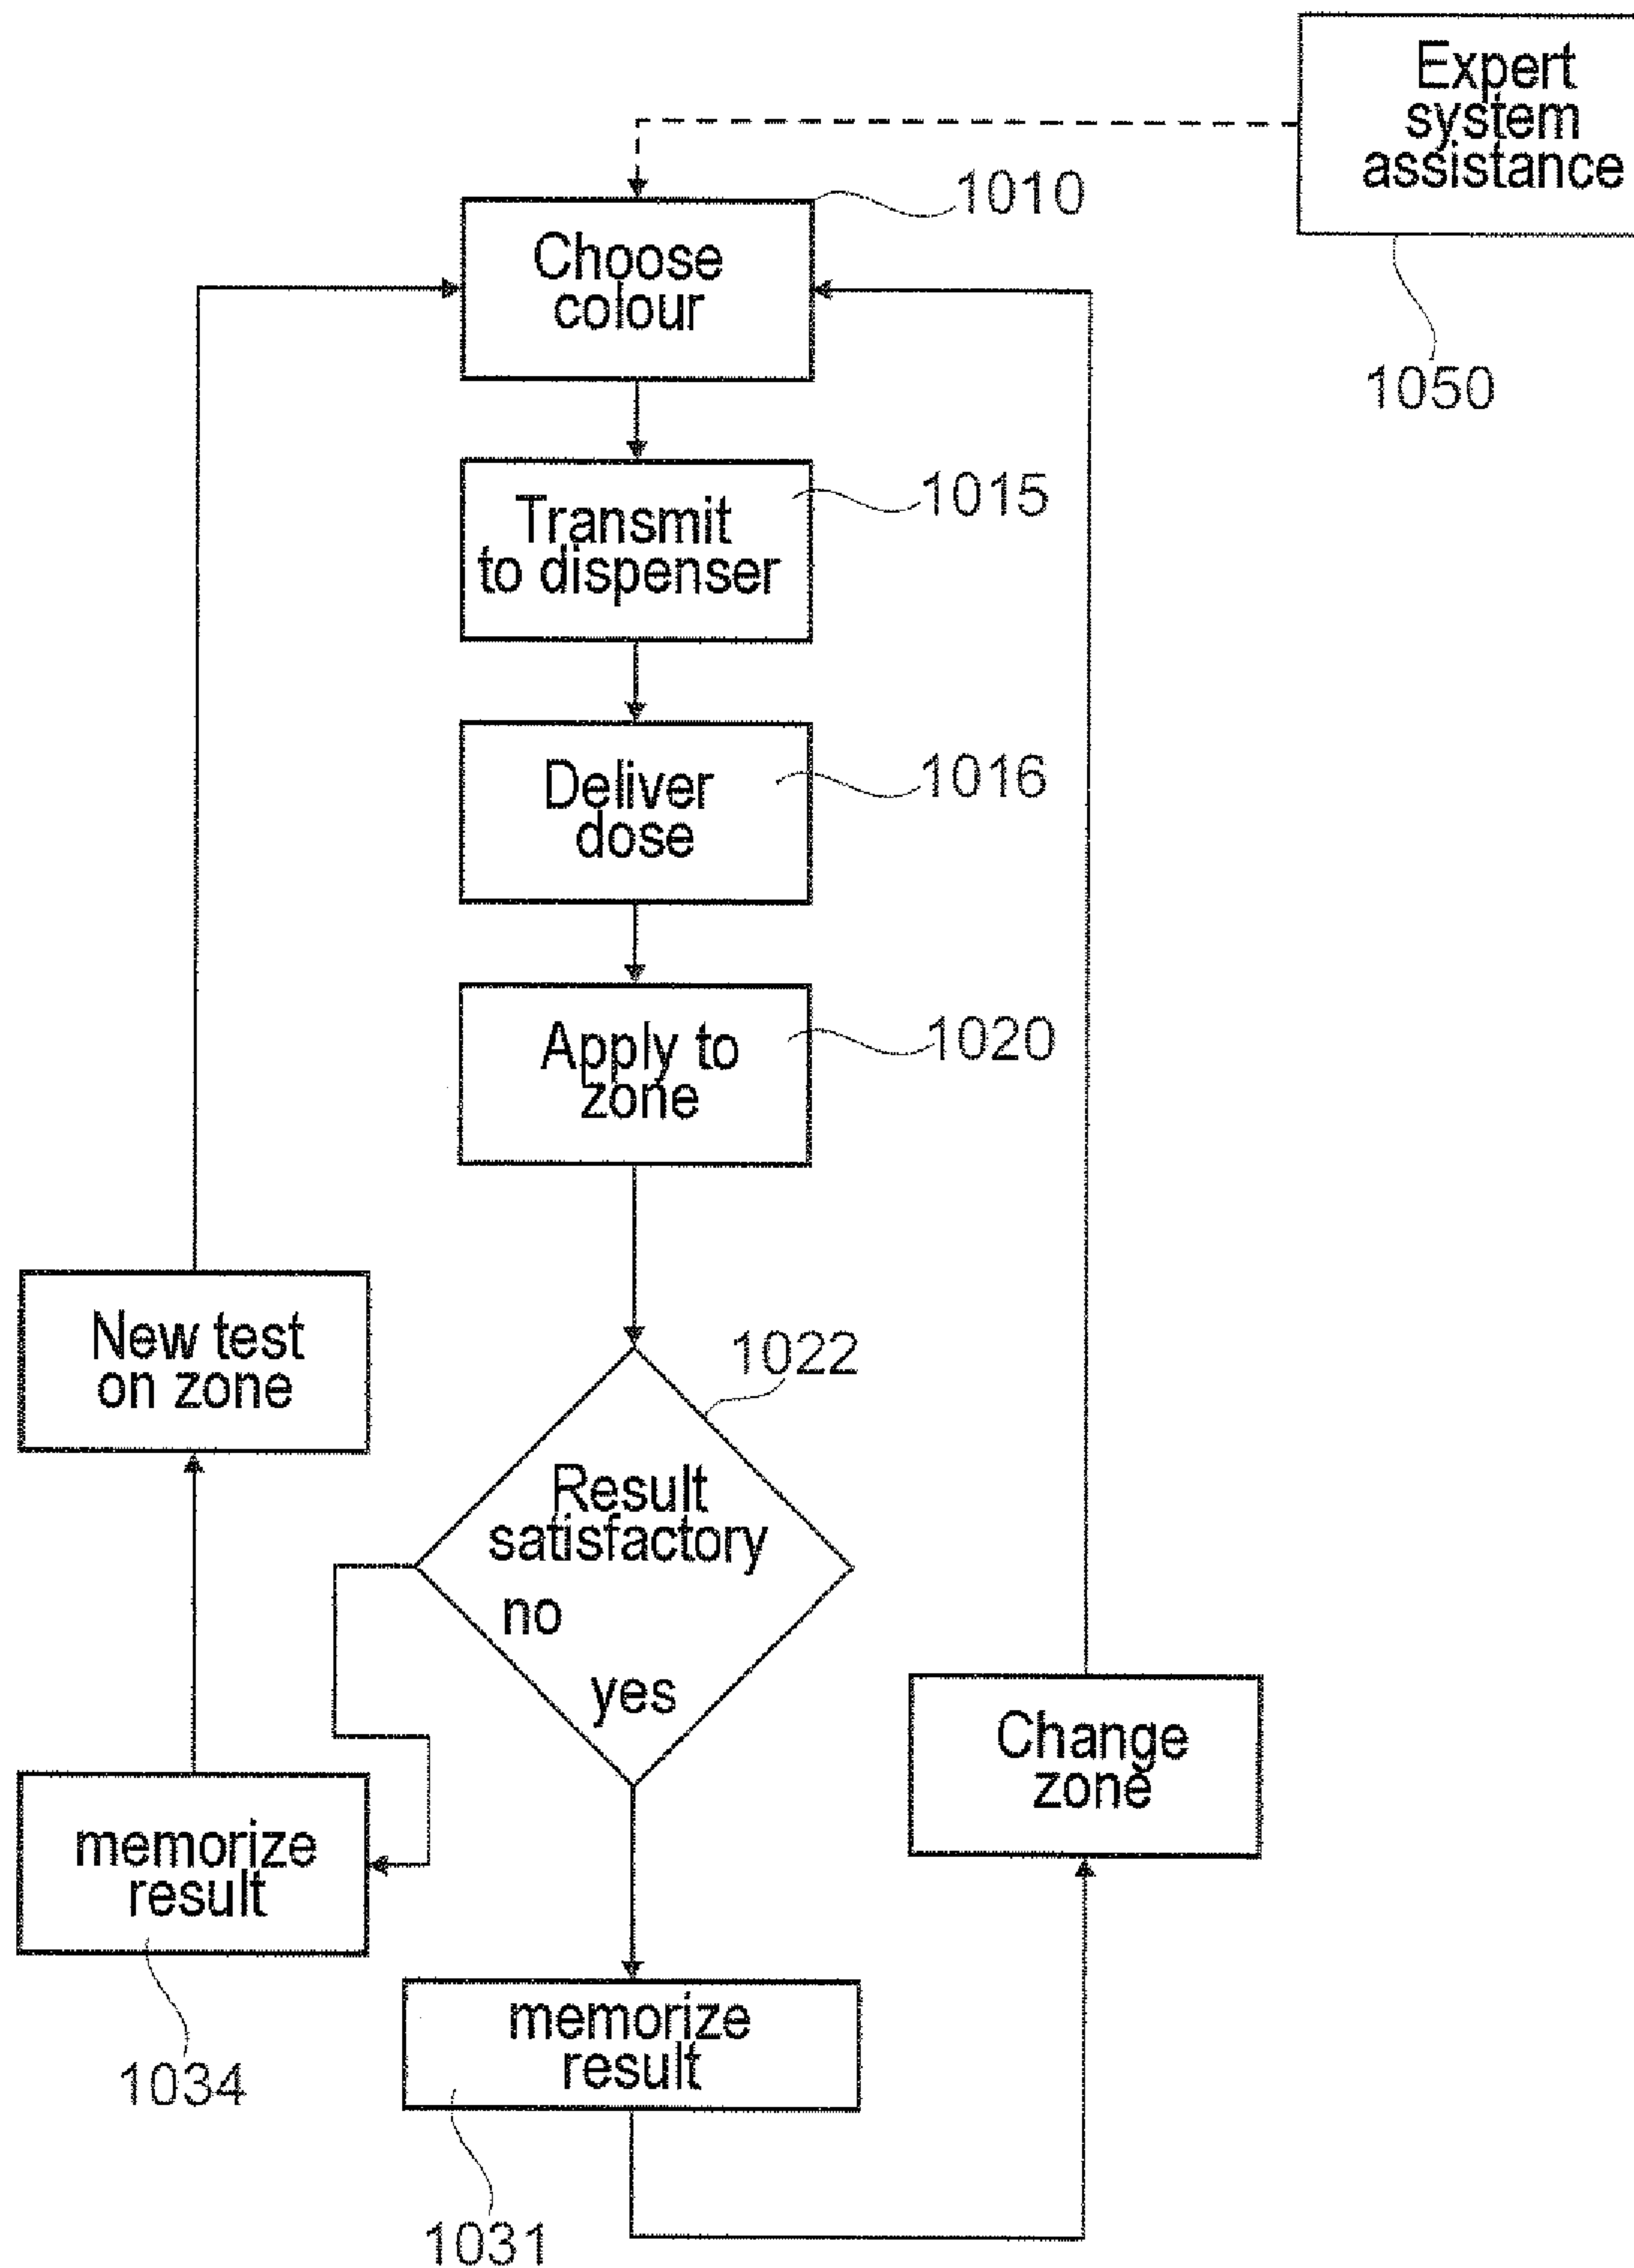 Expert
system
assistance
1050
1010
Choose
colour
1015
Transmit
to dispenser
1016
Deliver
dose
1020
Apply to
zone
New test
on zone
1022
Result
satisfactory
no
yes
Change
zone
memorize
result
1034
memorize
result
1031